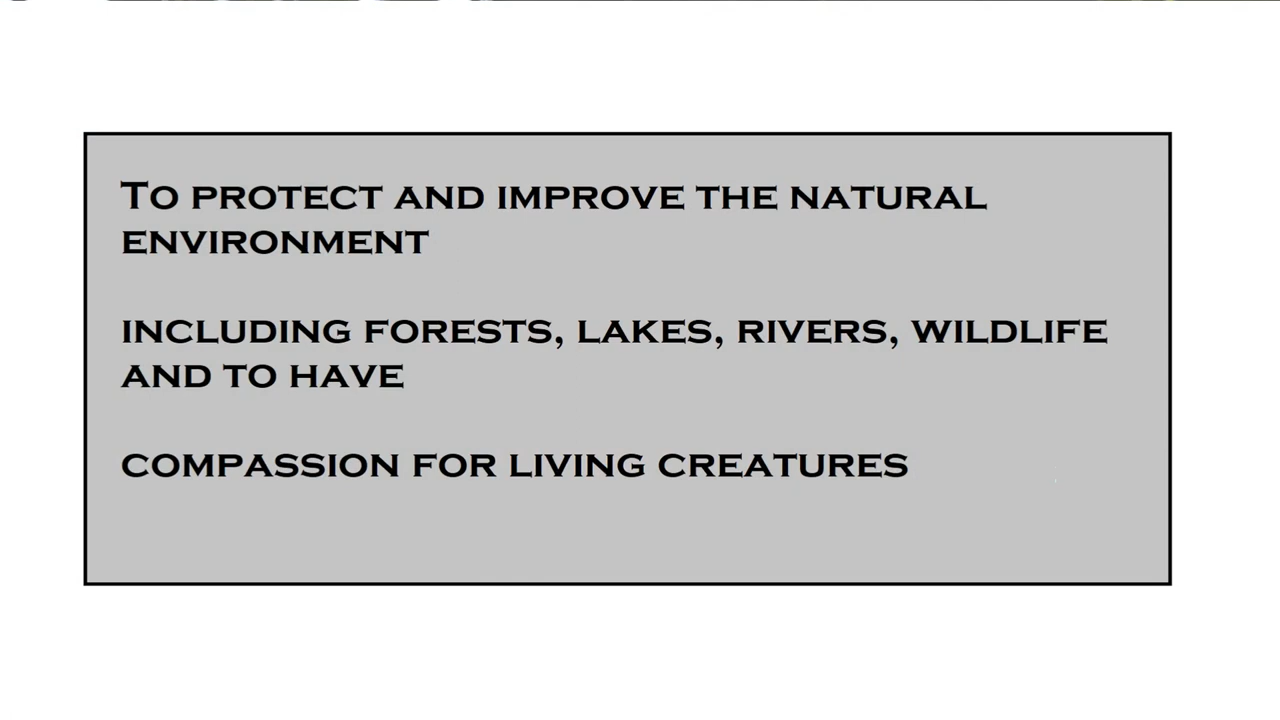 To protect and improve the natural
environment
including forests, lakes, rivers, wildlife
and to have
compassion for living creatures